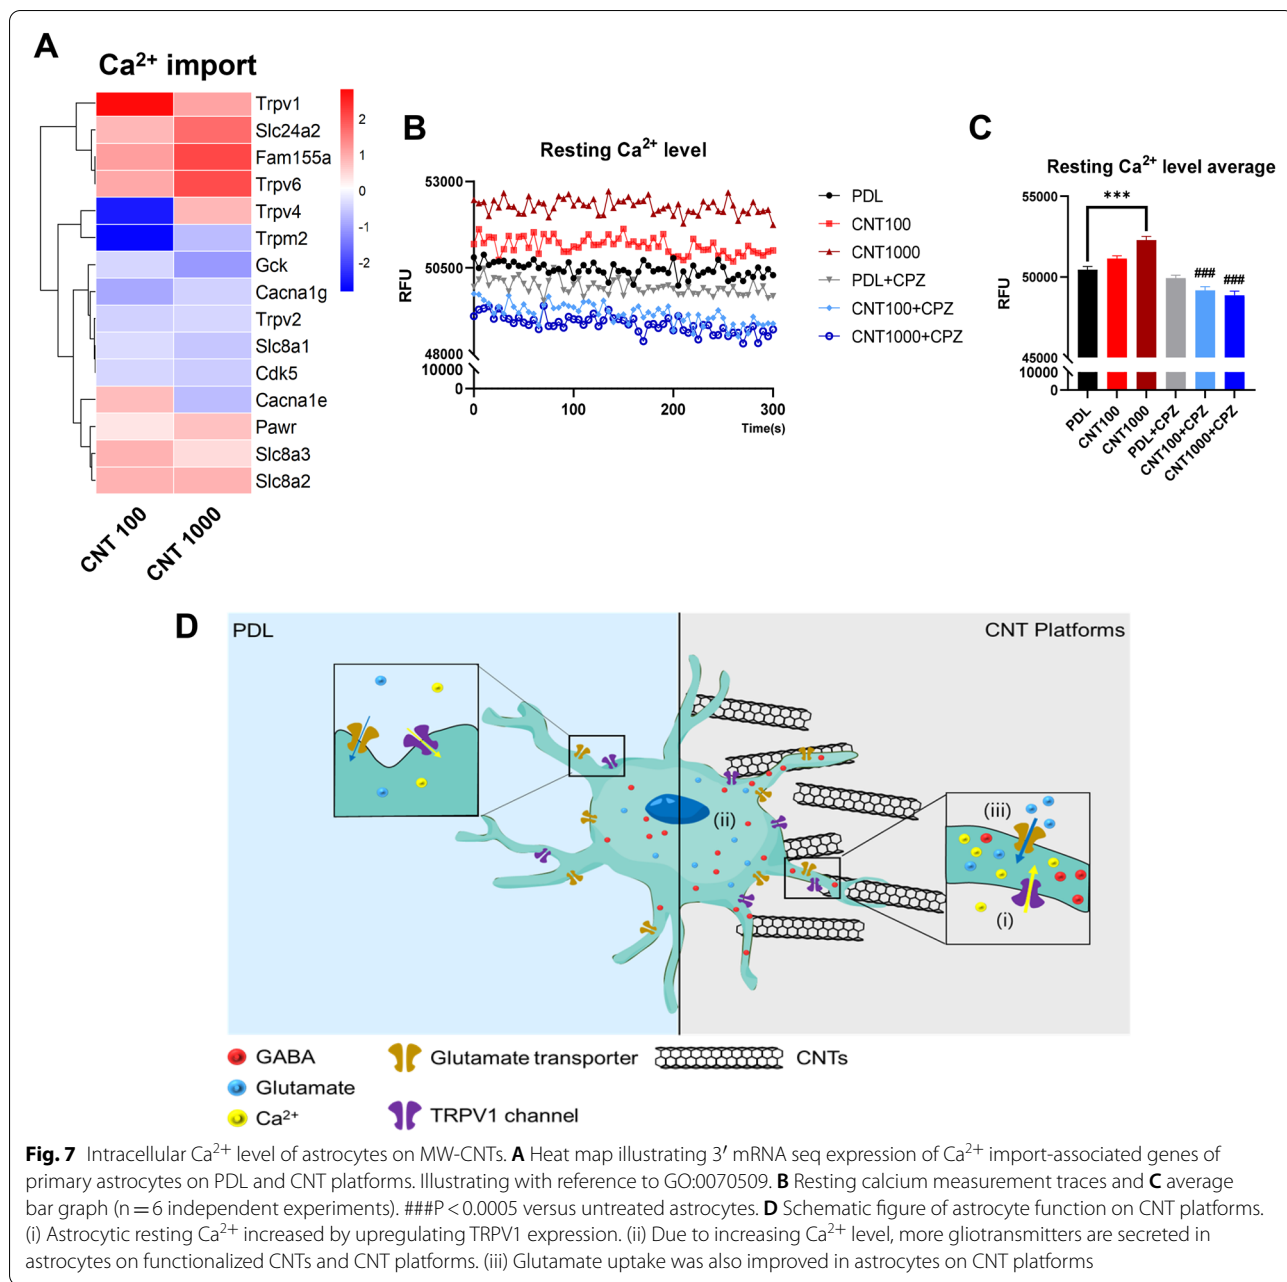 A
Ca2+ import
Trpv1
Slc24a2
Fam155a
Trpv6
Trpv4
Trpm2
Gck
Cacna1g
Trpv2
Slc8a1
Cdk5
Cacna1e
Pawr
Slc8a3
Slc8a2
2
1
0
-1
-2
CNT 100
CNT 1000
B
Resting Ca2+ level
RFU
53000
50500
48000
10000
0
0
100
200
300
Time(s)
PDL
CNT100
CNT1000
PDL+CPZ
CNT100+CPZ
CNT1000+CPZ
C
Resting Ca2+ level average
RFU
55000
50000
45000
10000
0
***
###
###
PDL
CNT100
CNT1000
PDL+CPZ
CNT100+CPZ
CNT1000+CPZ
D
PDL
CNT Platforms
(ii)
(iii)
(i)
GABA
Glutamate
Ca2+
Glutamate transporter
TRPV1 channel
CNTs
Fig. 7 Intracellular Ca2+ level of astrocytes on MW-CNTs. A Heat map illustrating 3′ mRNA seq expression of Ca2+ import-associated genes of
primary astrocytes on PDL and CNT platforms. Illustrating with reference to GO:0070509. B Resting calcium measurement traces and C average
bar graph (n = 6 independent experiments). ###P < 0.0005 versus untreated astrocytes. D Schematic figure of astrocyte function on CNT platforms.
(i) Astrocytic resting Ca2+ increased by upregulating TRPV1 expression. (ii) Due to increasing Ca2+ level, more gliotransmitters are secreted in
astrocytes on functionalized CNTs and CNT platforms. (iii) Glutamate uptake was also improved in astrocytes on CNT platforms